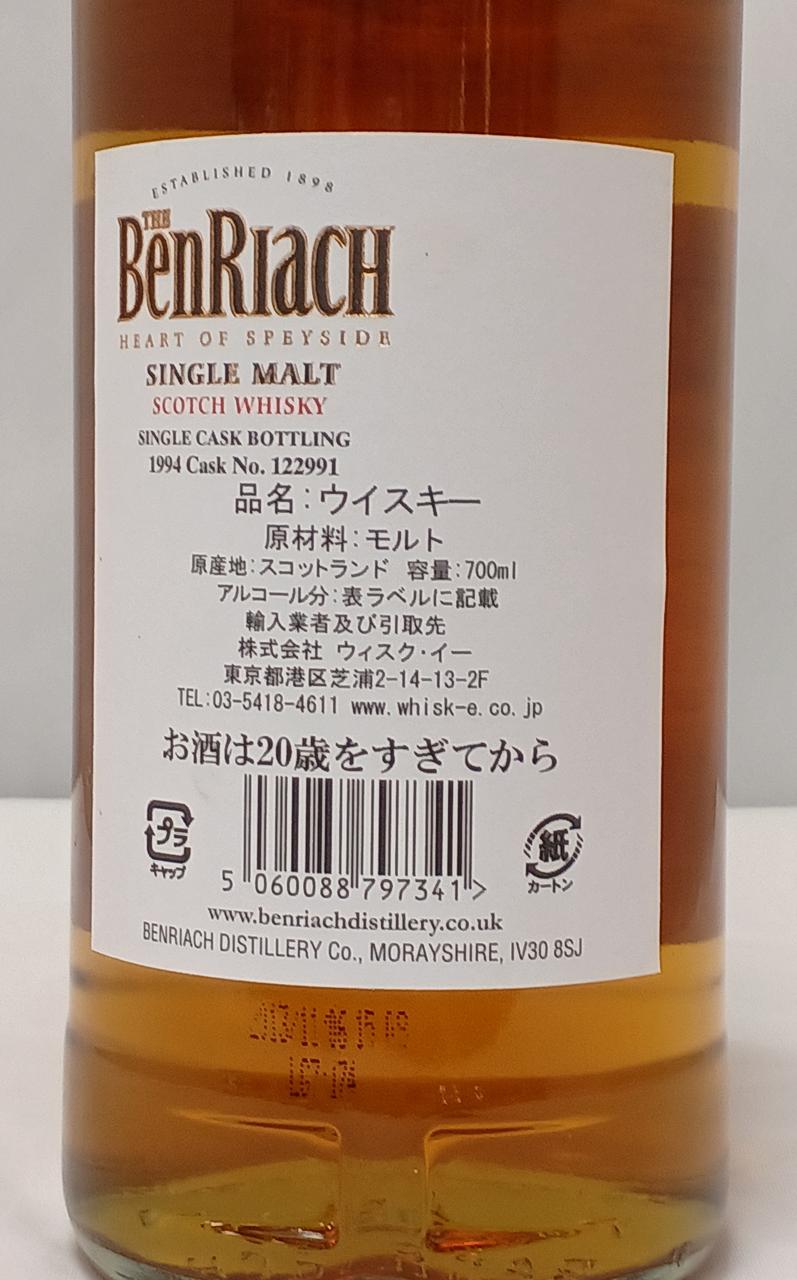 ESTABLISHED 1898
THE
BENRIACH
HEART OF SPEYSIDE
SINGLE MALT
SCOTCH WHISKY
SINGLE CASK BOTTLING
1994 Cask No. 122991
品名：ウイスキー
原材料：モルト
原産地：スコットランド 容量：700ml
アルコール分：表ラベルに記載
輸入業者及び引取先
株式会社 ウィスク・イー
東京都港区芝浦2-14-13-2F
TEL:03-5418-4611 www.whisk-e.co.jp
お酒は20歳をすぎてから
プラ
キャップ
紙
カートン
5 060088 797341 >
www.benriachdistillery.co.uk
BENRIACH DISTILLERY Co., MORAYSHIRE, IV30 8SJ